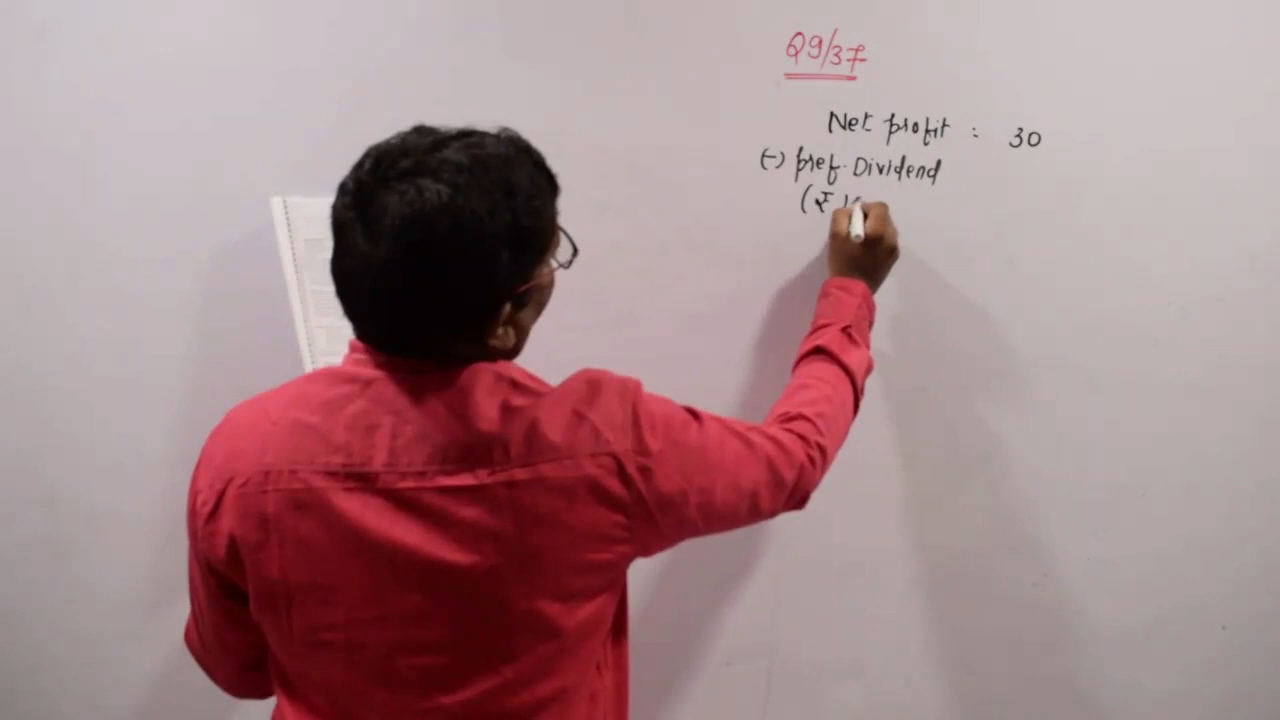 Q9/37
Net profit : 30
(-) pref. Dividend
(₹